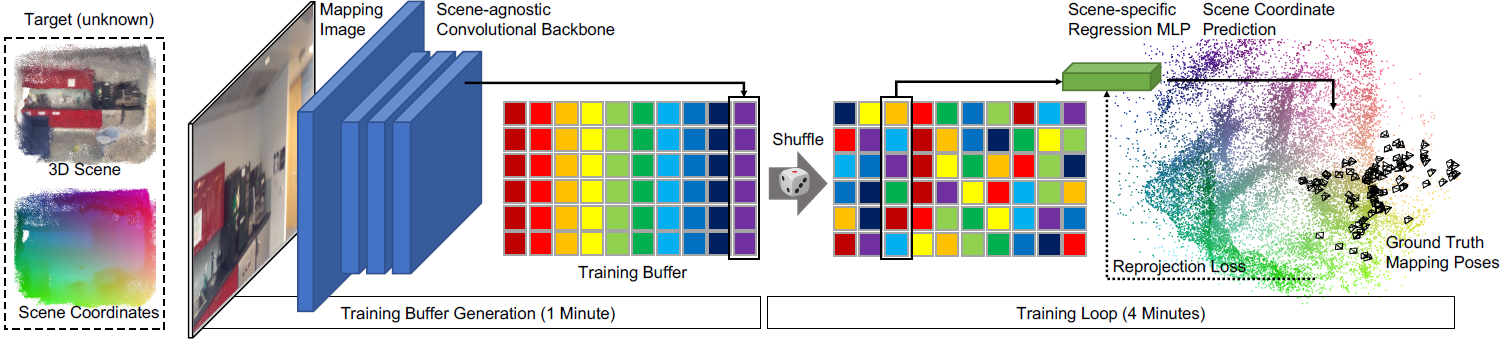 Target (unknown)
3D Scene
Scene Coordinates
Mapping
Image
Scene-agnostic
Convolutional Backbone
Training Buffer
Training Buffer Generation (1 Minute)
Shuffle
Scene-specific
Regression MLP
Scene Coordinate
Prediction
Reprojection Loss
Ground Truth
Mapping Poses
Training Loop (4 Minutes)